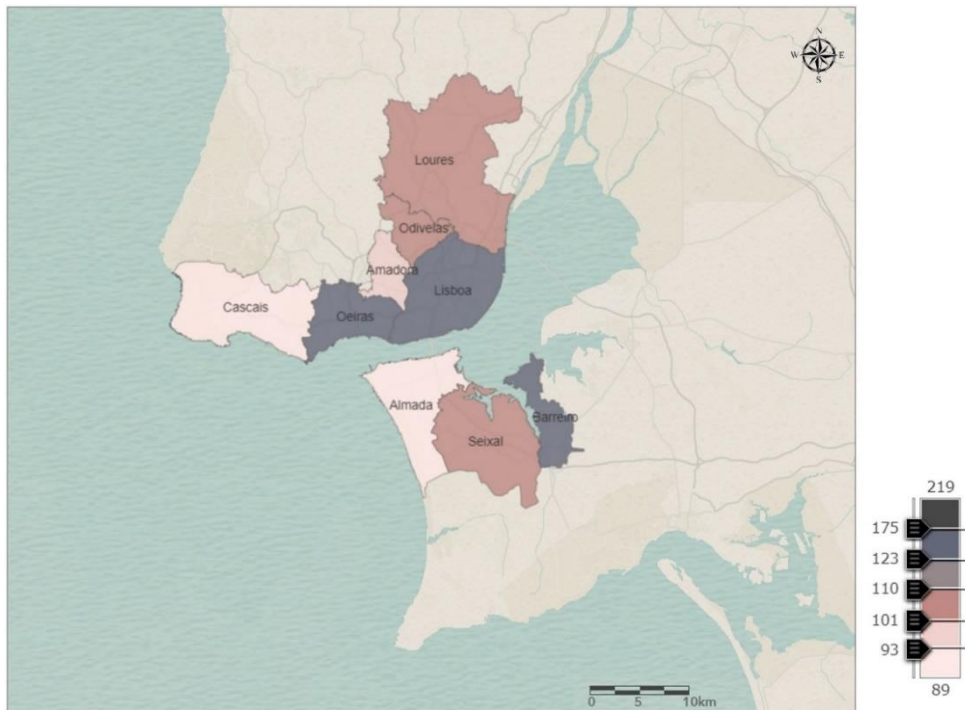 N
W E
S
Loures
Odivelas
Amadora
Lisboa
Cascais
Oeiras
Almada
Barreiro
Seixal
219
175
123
110
101
93
89
0 5 10km